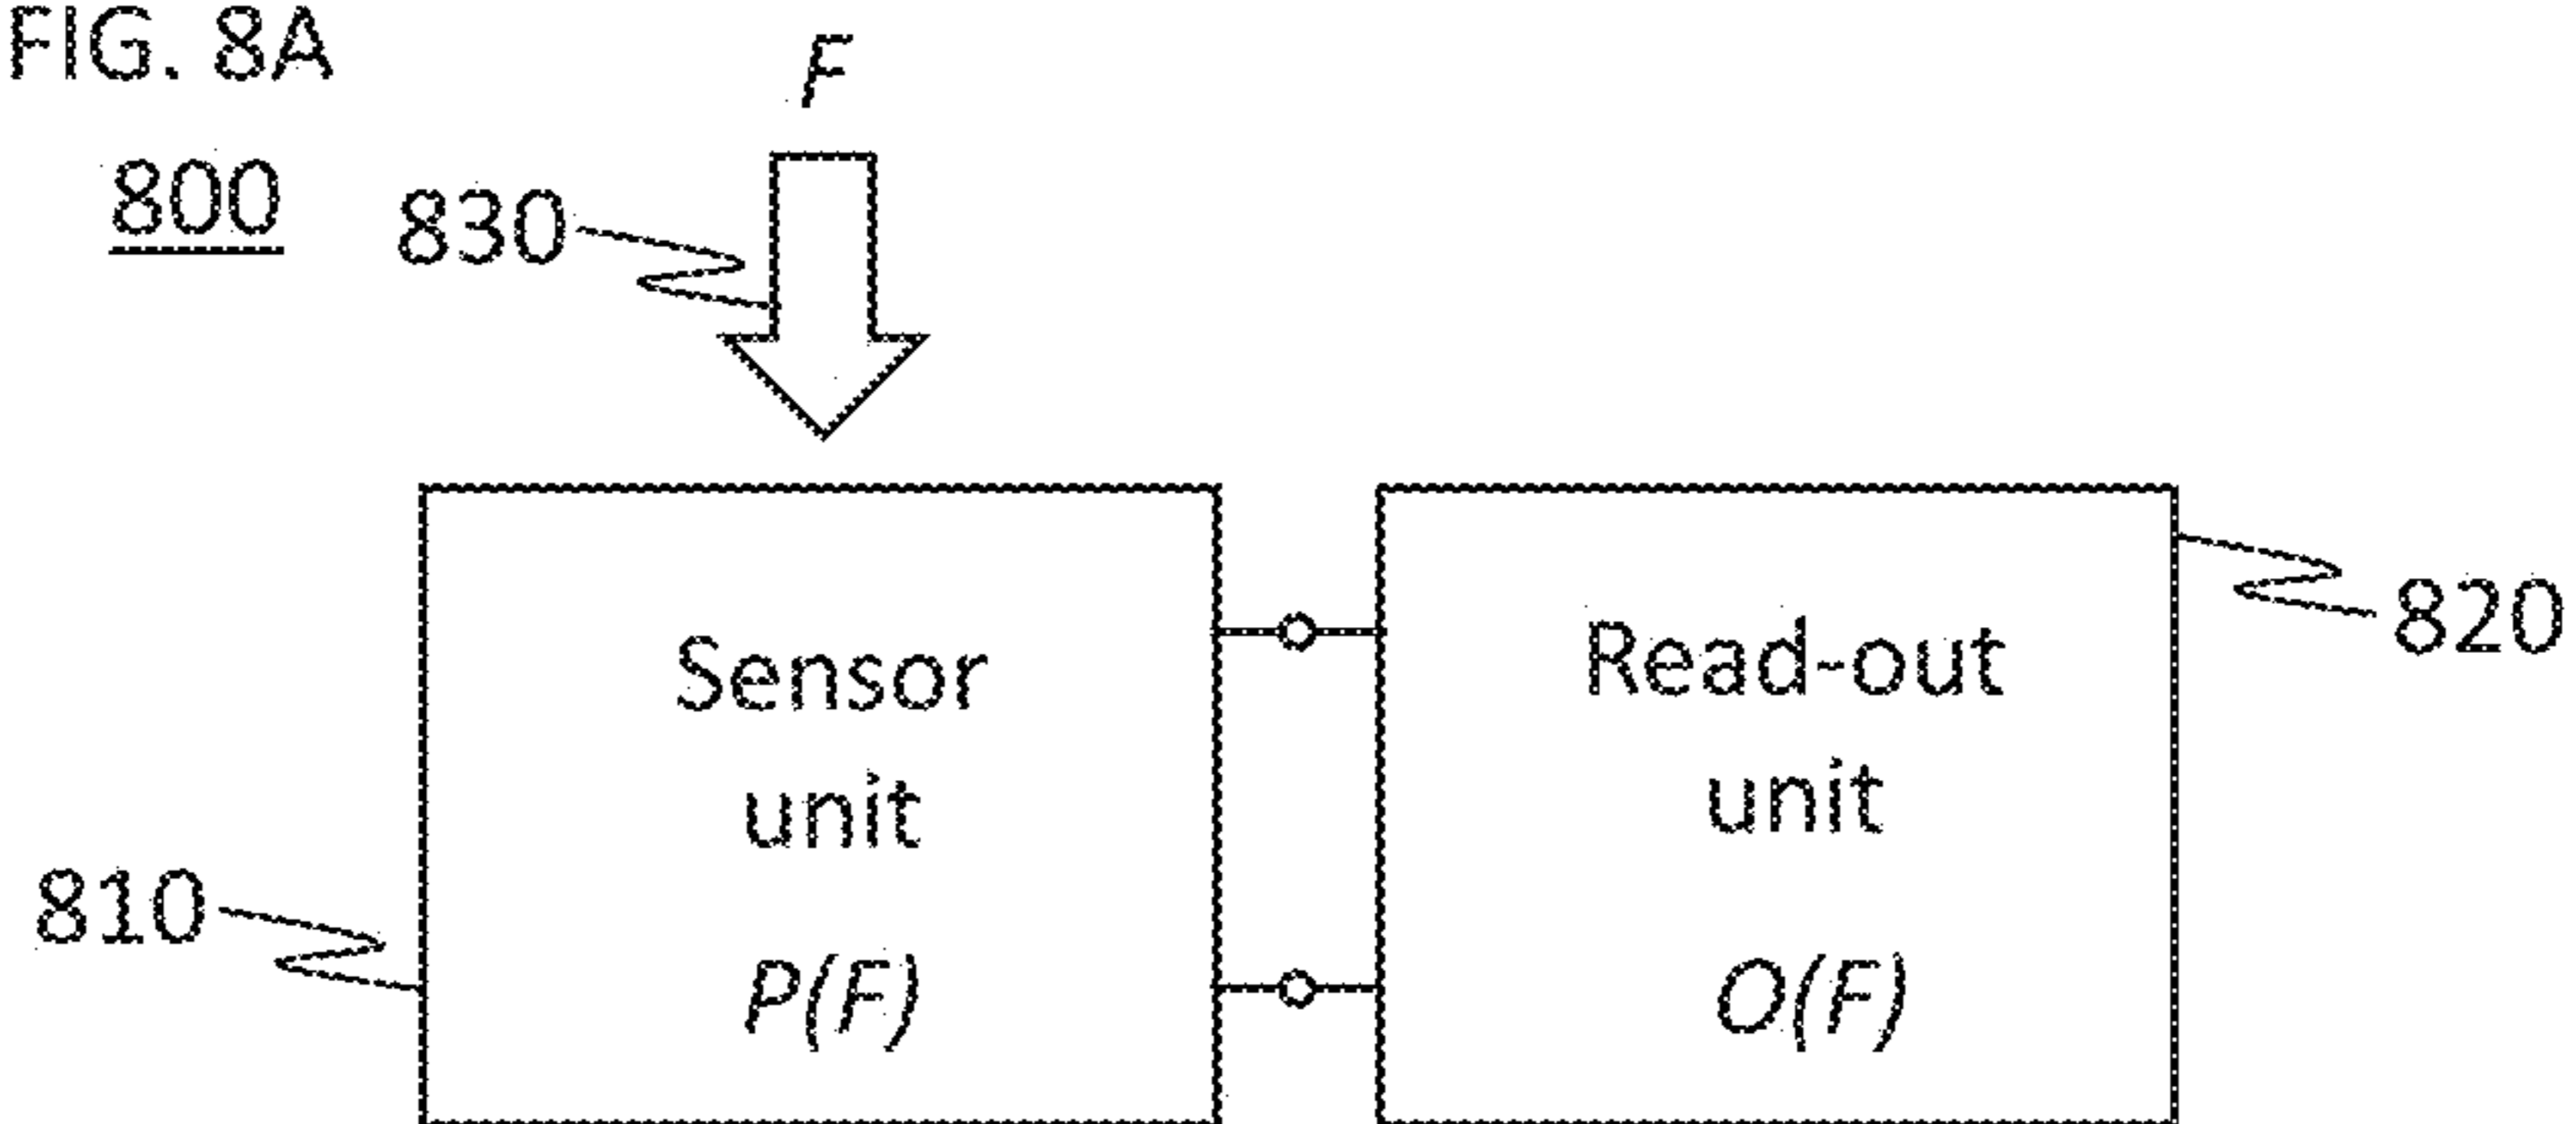 FIG. 8A
F
800
830
Sensor
unit
P(F)
Read-out
unit
O(F)
820
810